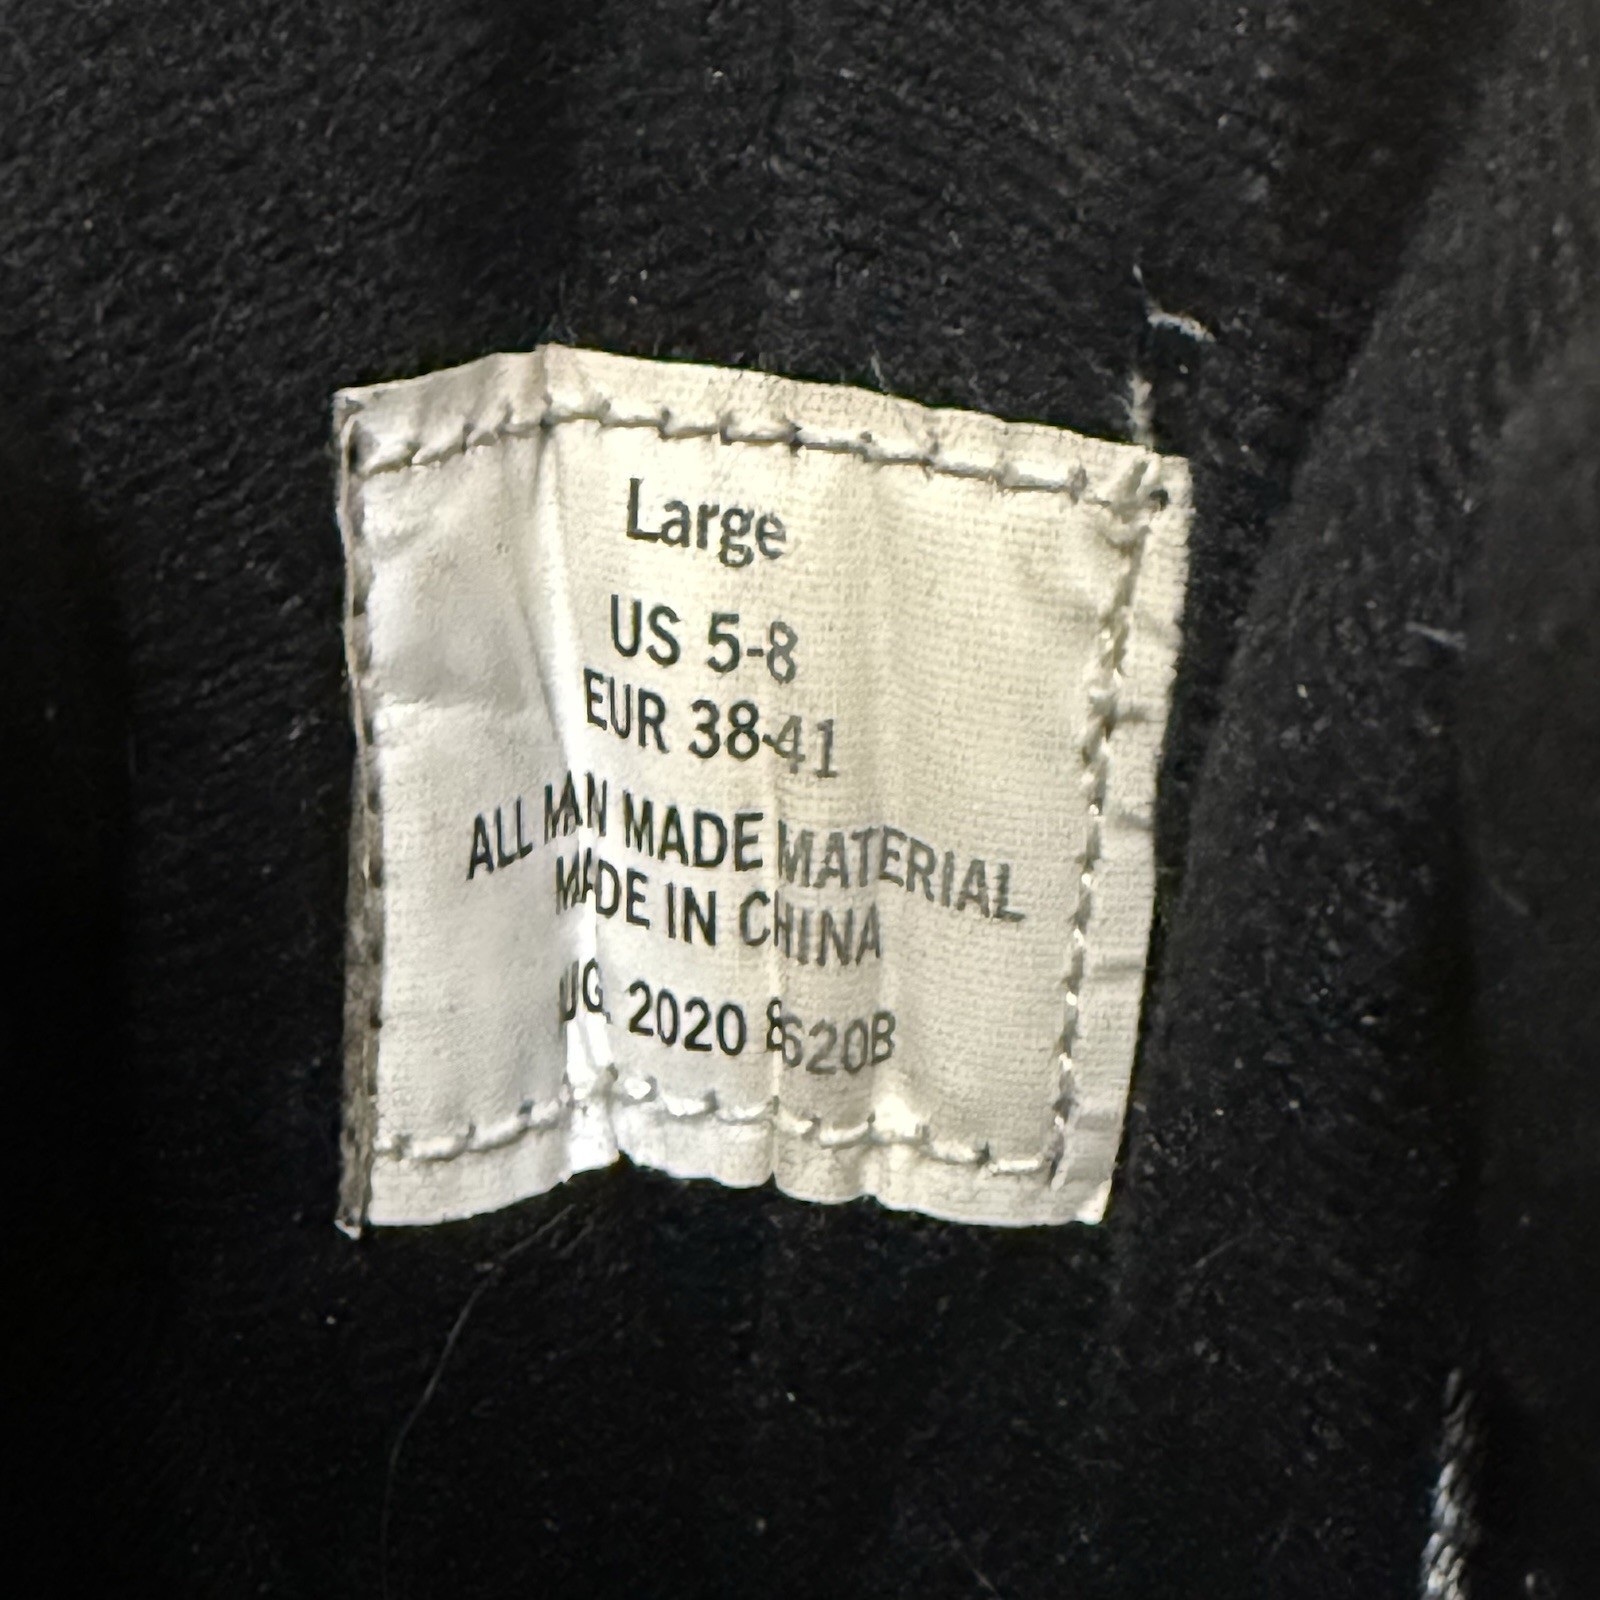 Large
US 5-8
EUR 38-41
ALL MAN MADE MATERIAL
MADE IN CHINA
2020